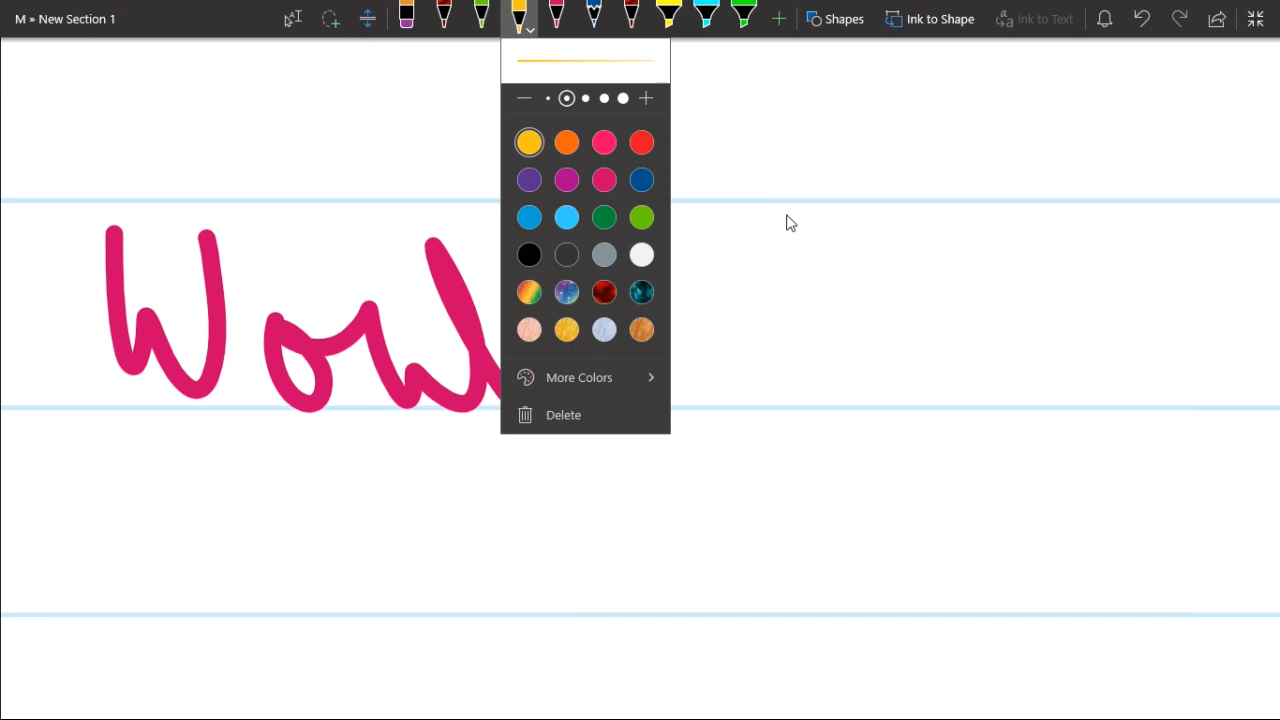 M » New Section 1
Shapes
Ink to Shape
Ink to Text
More Colors
Delete